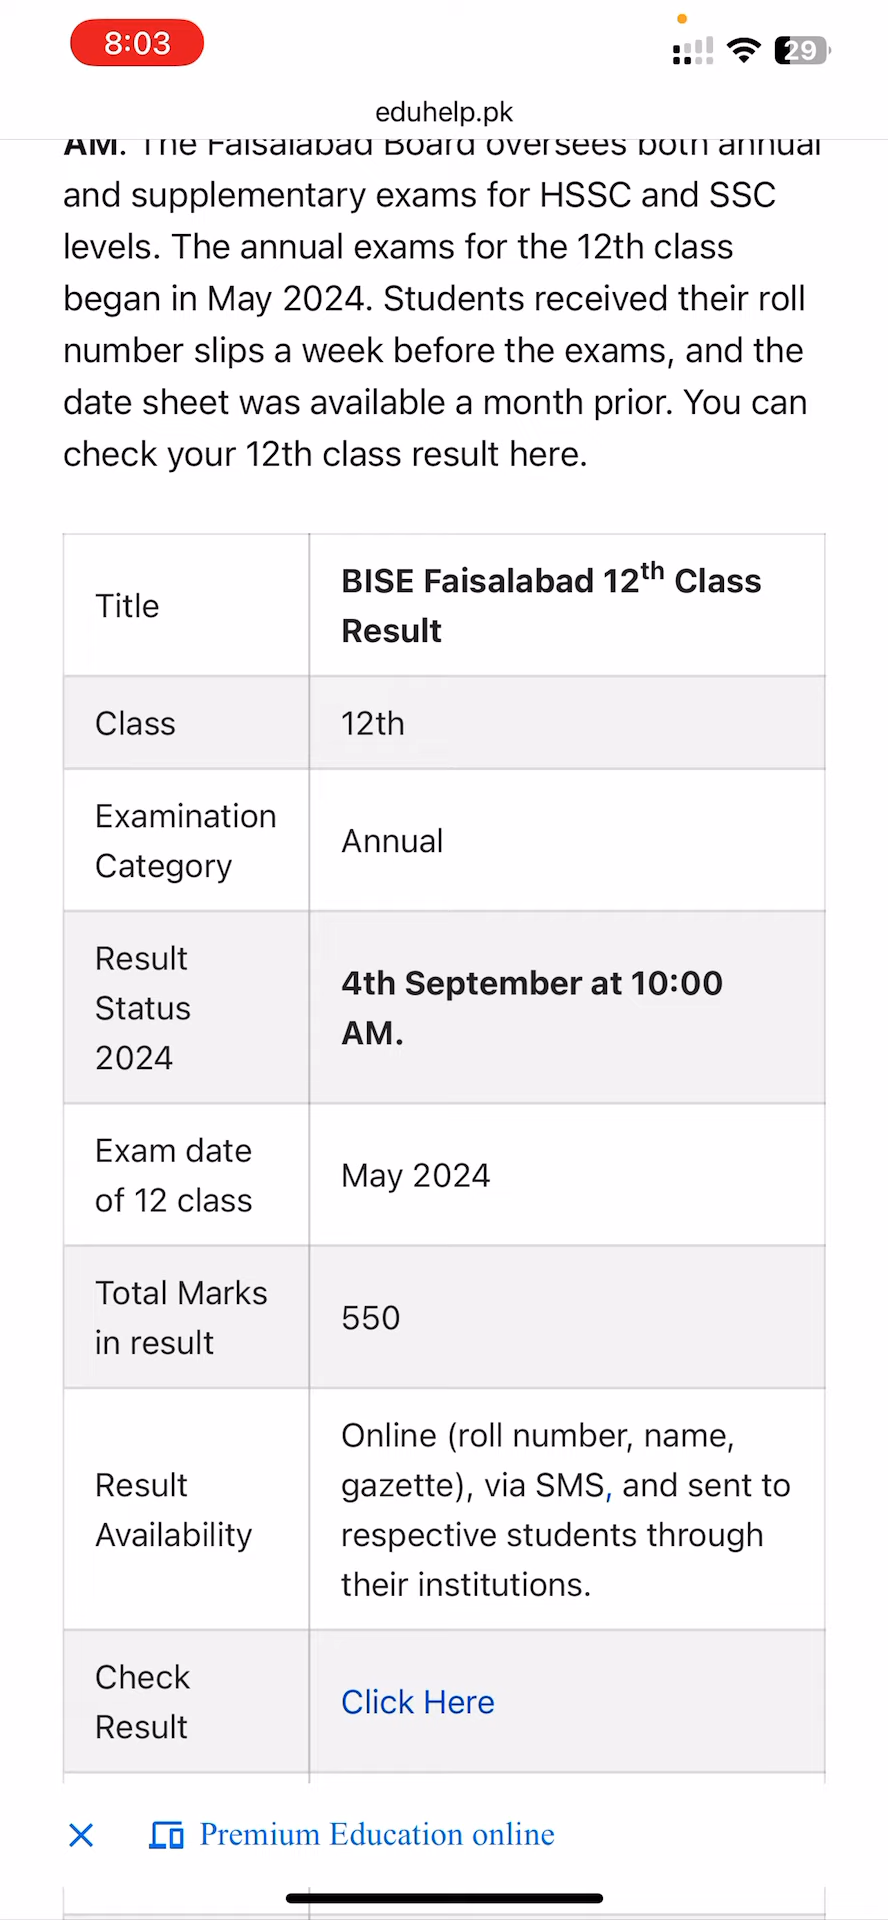 8:03
29
eduhelp.pk
AM. The Faisalabad Board oversees both annual
and supplementary exams for HSSC and SSC
levels. The annual exams for the 12th class
began in May 2024. Students received their roll
number slips a week before the exams, and the
date sheet was available a month prior. You can
check your 12th class result here.
Title
BISE Faisalabad 12th Class
Result
Class
12th
Examination
Category
Annual
Result
Status
2024
4th September at 10:00
AM.
Exam date
of 12 class
May 2024
Total Marks
in result
550
Result
Availability
Online (roll number, name,
gazette), via SMS, and sent to
respective students through
their institutions.
Check
Result
Click Here
Premium Education online